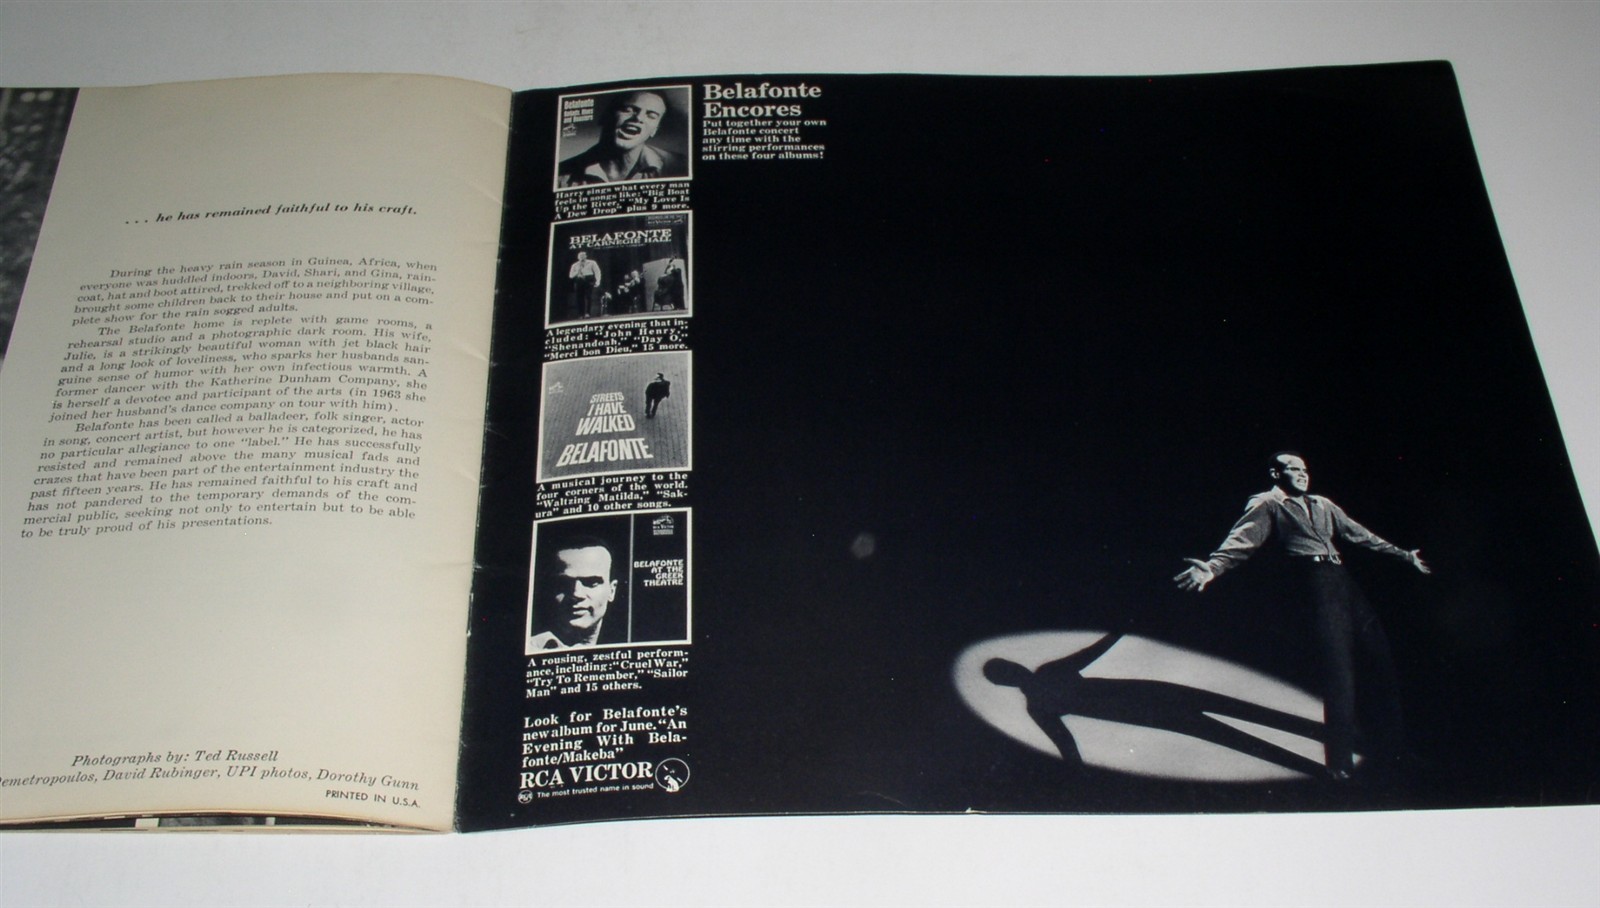 . . . he has remained faithful to his craft.
During the heavy rain season in Guinea, Africa, when
everyone was huddled indoors, David, Shari, and Gina, rain-
coat, hat and boot attired, trekked off to a neighboring village,
brought some children back to their house and put on a com-
plete show for the rain sogged adults.
The Belafonte home is replete with game rooms, a
rehearsal studio and a photographic dark room. His wife,
Julie, is a strikingly beautiful woman with jet black hair
and a long look of loveliness, who sparks her husbands san-
guine sense of humor with her own infectious warmth. A
former dancer with the Katherine Dunham Company, she
is herself a devotee and participant of the arts (in 1963 she
joined her husband's dance company on tour with him).
Belafonte has been called a balladeer, folk singer, actor
in song, concert artist, but however he is categorized, he has
no particular allegiance to one "label." He has successfully
resisted and remained above the many musical fads and
crazes that have been part of the entertainment industry the
past fifteen years. He has remained faithful to his craft and
has not pandered to the temporary demands of the com-
mercial public, seeking not only to entertain but to be able
to be truly proud of his presentations.
Photographs by: Ted Russell
Demetropoulos, David Rubinger, UPI photos, Dorothy Gunn
PRINTED IN U.S.A.
Belafonte
Encores
Put together your own
Belafonte concert
any time with the
stirring performances
on these four albums!
Belafonte
Ballads, Blues
and Boasters
Harry sings what every man
feels in songs like: "Big Boat
Up the River," "My Love Is
A Dew Drop" plus 9 more.
BELAFONTE
AT CARNEGIE HALL
A legendary evening that in-
cluded: "John Henry,"
"Shenandoah," "Day O,"
"Merci bon Dieu," 15 more.
STREETS
I HAVE
WALKED
BELAFONTE
A musical journey to the
four corners of the world.
"Waltzing Matilda," "Sak-
ura" and 10 other songs.
RCA VICTOR
BELAFONTE
AT THE
GREEK
THEATRE
A rousing, zestful perform-
ance, including: "Cruel War,"
"Try To Remember," "Sailor
Man" and 15 others.
Look for Belafonte's
new album for June. "An
Evening With Bela-
fonte/Makeba"
RCA VICTOR
RCA The most trusted name in sound